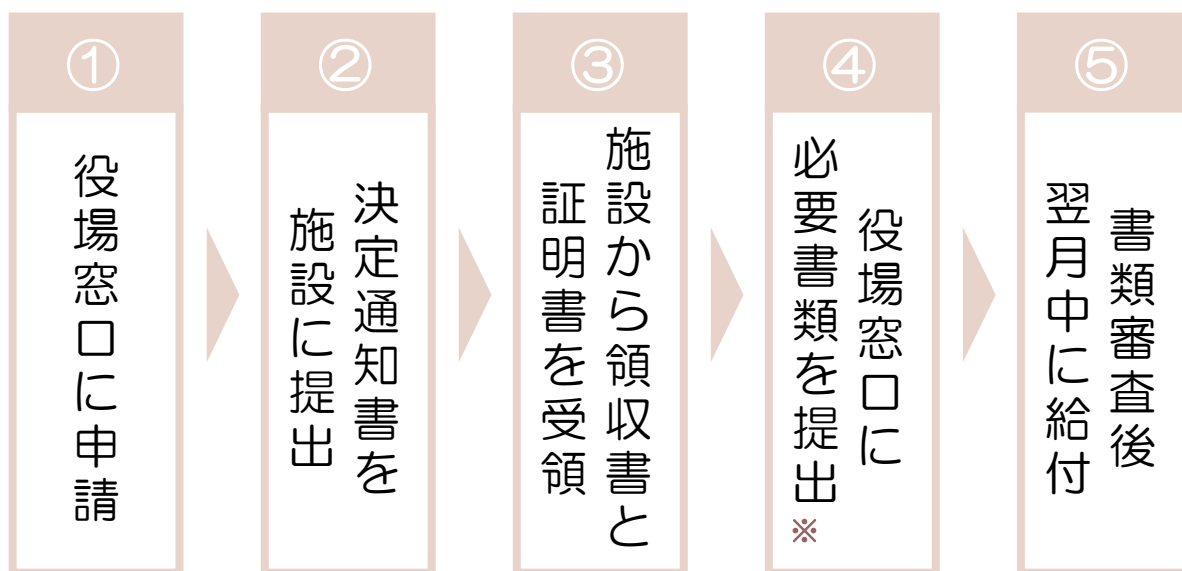 ①
役場窓口に申請
②
決定通知書を
施設に提出
③
施設から領収書と
証明書を受領
④
役場窓口に
必要書類を提出※
⑤
書類審査後
翌月中に給付